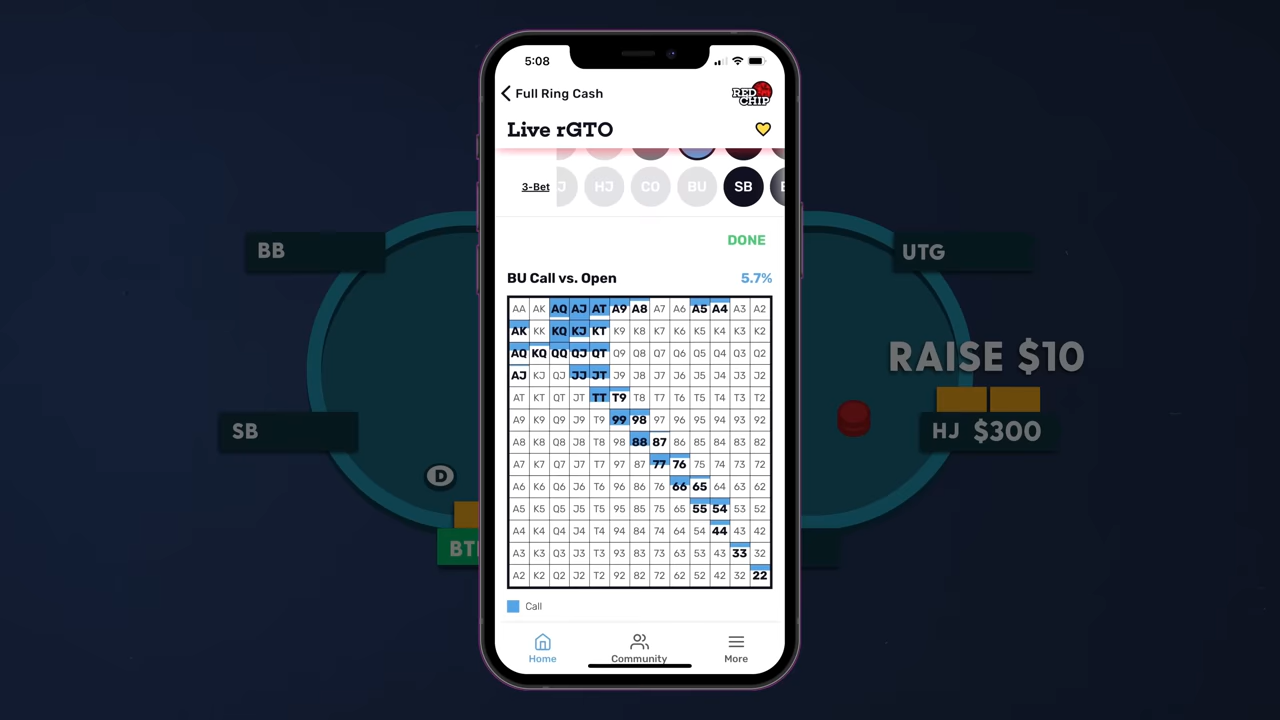 5:08
Full Ring Cash
RED CHIP
Live rGTO
3-Bet J HJ CO BU SB
DONE
BU Call vs. Open 5.7%
AA AK AQ AJ AT A9 A8 A7 A6 A5 A4 A3 A2
AK KK KQ KJ KT K9 K8 K7 K6 K5 K4 K3 K2
AQ KQ QQ QJ QT Q9 Q8 Q7 Q6 Q5 Q4 Q3 Q2
AJ KJ QJ JJ JT J9 J8 J7 J6 J5 J4 J3 J2
AT KT QT JT TT T9 T8 T7 T6 T5 T4 T3 T2
A9 K9 Q9 J9 T9 99 98 97 96 95 94 93 92
A8 K8 Q8 J8 T8 98 88 87 86 85 84 83 82
A7 K7 Q7 J7 T7 97 87 77 76 75 74 73 72
A6 K6 Q6 J6 T6 96 86 76 66 65 64 63 62
A5 K5 Q5 J5 T5 95 85 75 65 55 54 53 52
A4 K4 Q4 J4 T4 94 84 74 64 54 44 43 42
A3 K3 Q3 J3 T3 93 83 73 63 53 43 33 32
A2 K2 Q2 J2 T2 92 82 72 62 52 42 32 22
Call
Home Community More
BB
SB
D
BT
UTG
RAISE $10
HJ $300